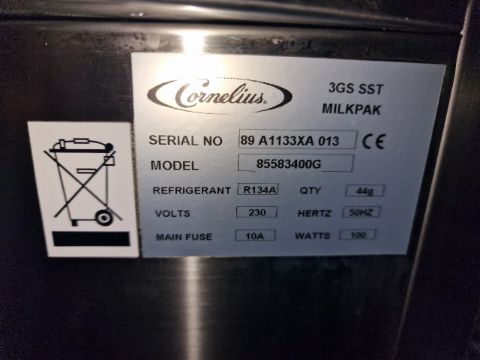 Cornelius.
3GS SST
MILKPAK
SERIAL NO 89 A1133XA 013 CE
MODEL 85583400G
REFRIGERANT R134A QTY 44g
VOLTS 230 HERTZ 50HZ
MAIN FUSE 10A WATTS 100